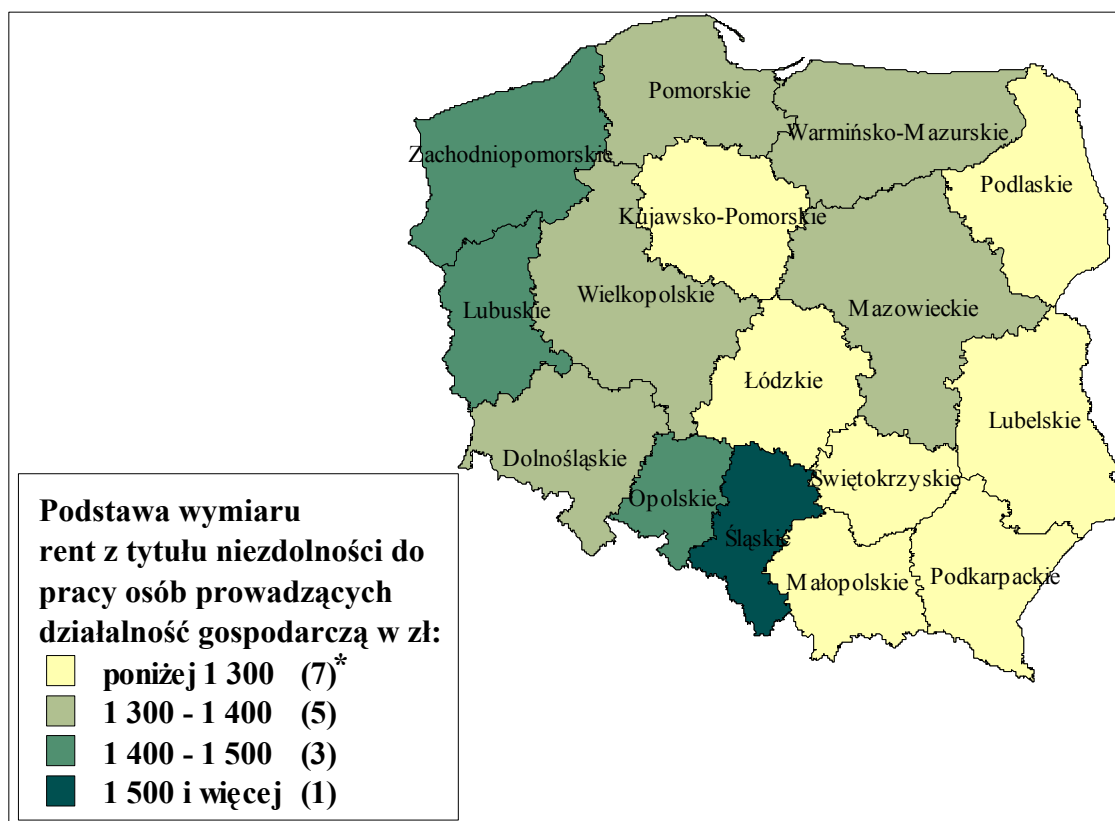 Pomorskie
Warmińsko-Mazurskie
Zachodniopomorskie
Podlaskie
Kujawsko-Pomorskie
Wielkopolskie
Mazowieckie
Lubuskie
Łódzkie
Lubelskie
Dolnośląskie
Świętokrzyskie
Opolskie
Śląskie
Małopolskie
Podkarpackie
Podstawa wymiaru
rent z tytułu niezdolności do
pracy osób prowadzących
działalność gospodarczą w zł:
poniżej 1 300 (7)*
1 300 - 1 400 (5)
1 400 - 1 500 (3)
1 500 i więcej (1)